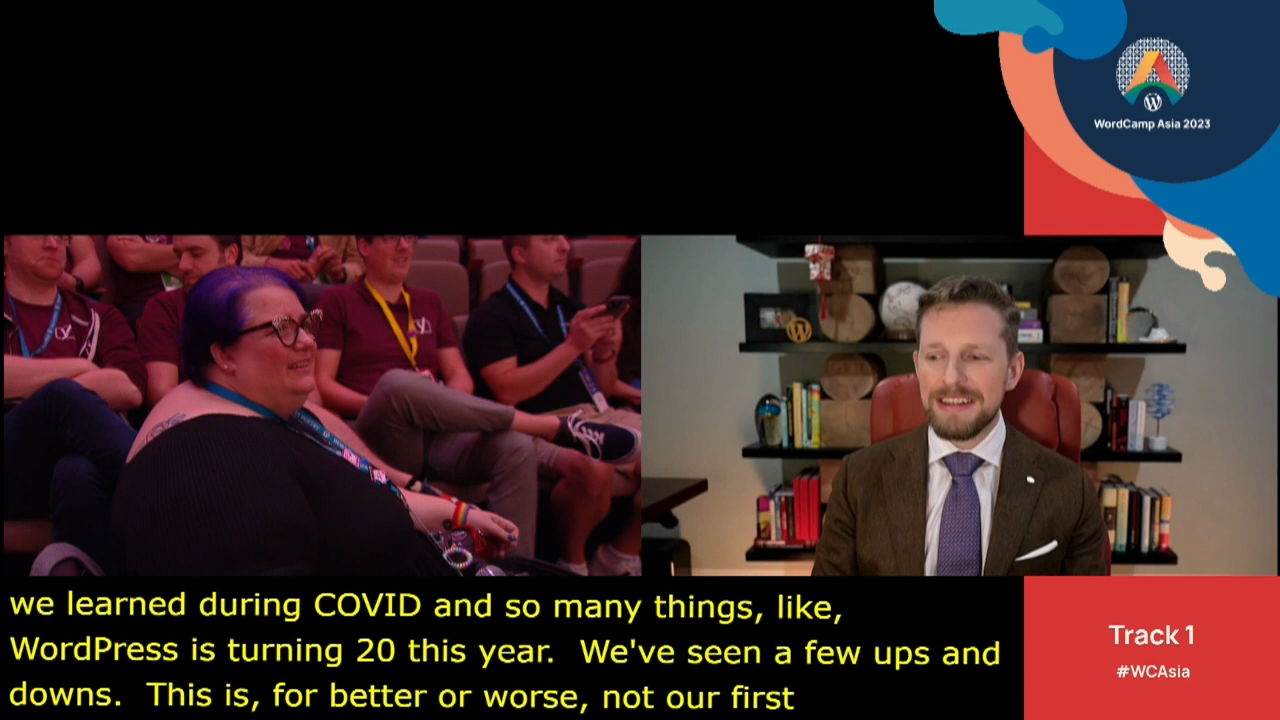 WordCamp Asia 2023
we learned during COVID and so many things, like,
WordPress is turning 20 this year.  We've seen a few ups and
downs.  This is, for better or worse, not our first
Track 1
#WCAsia